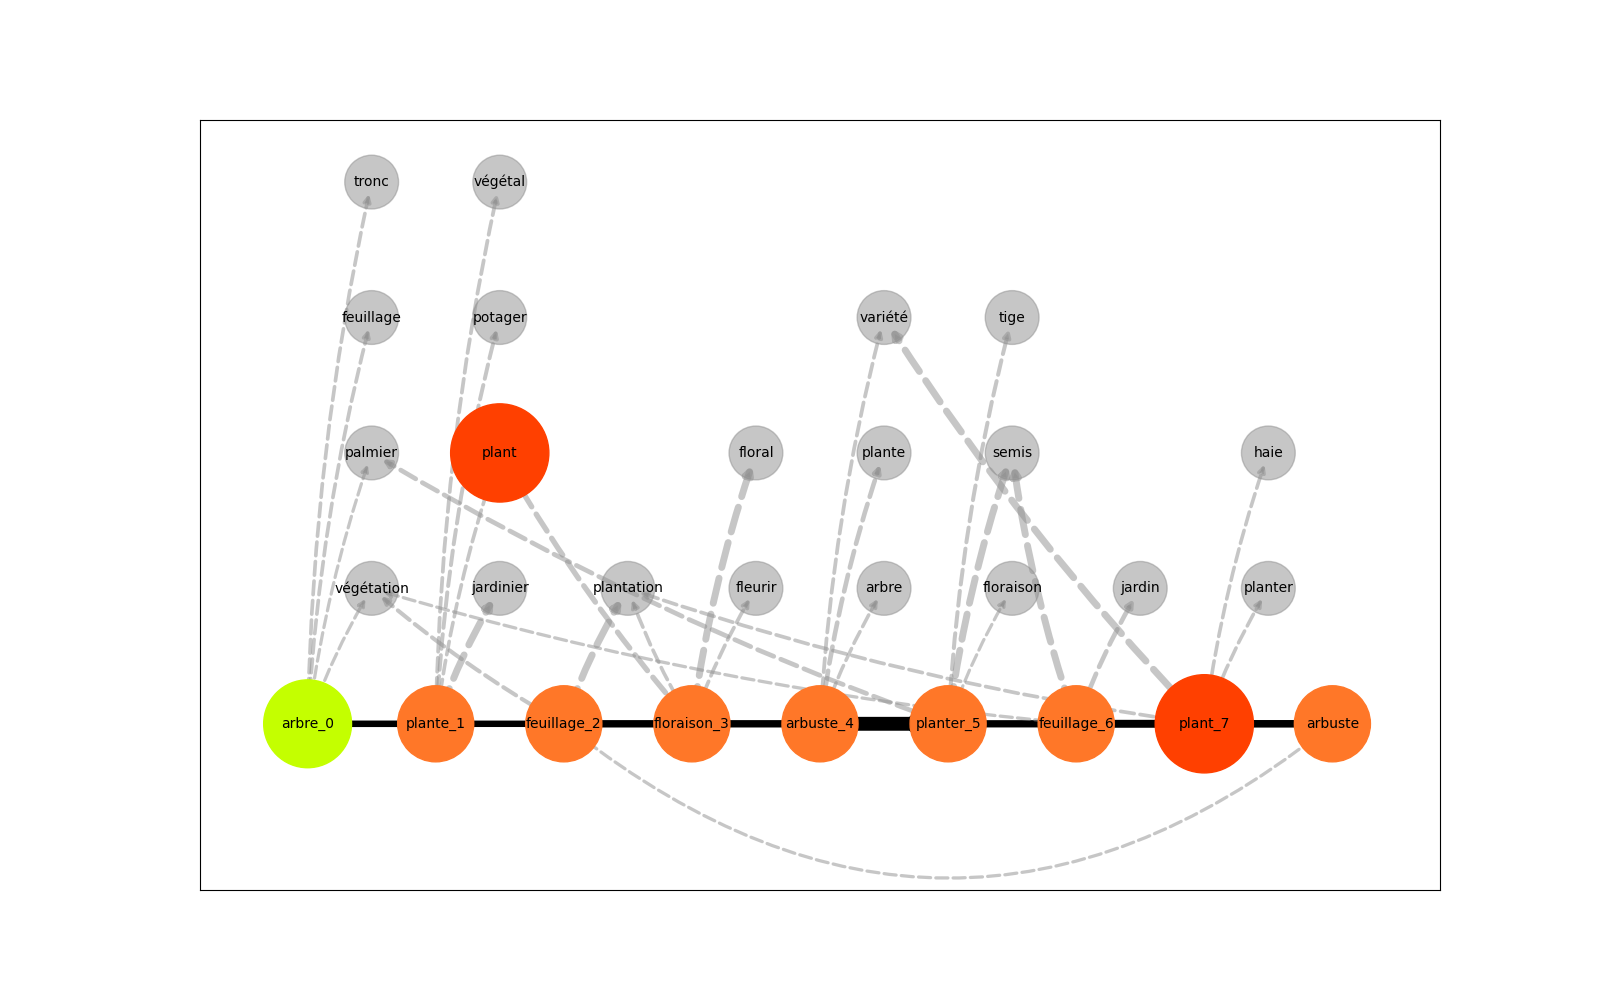 tronc végétal
feuillage potager variété tige
palmier plant floral plante semis haie
végétation jardinier plantation fleurir arbre floraison jardin planter
arbre_0 plante_1 feuillage_2 floraison_3 arbuste_4 planter_5 feuillage_6 plant_7 arbuste